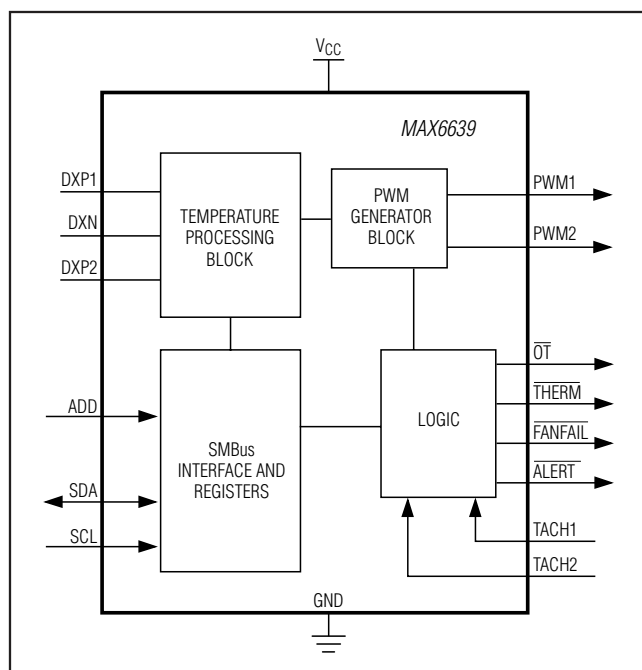 VCC
MAX6639
DXP1
DXN
DXP2
TEMPERATURE
PROCESSING
BLOCK
PWM
GENERATOR
BLOCK
PWM1
PWM2
ADD
SDA
SCL
SMBus
INTERFACE AND
REGISTERS
LOGIC
OT
THERM
FANFAIL
ALERT
TACH1
TACH2
GND